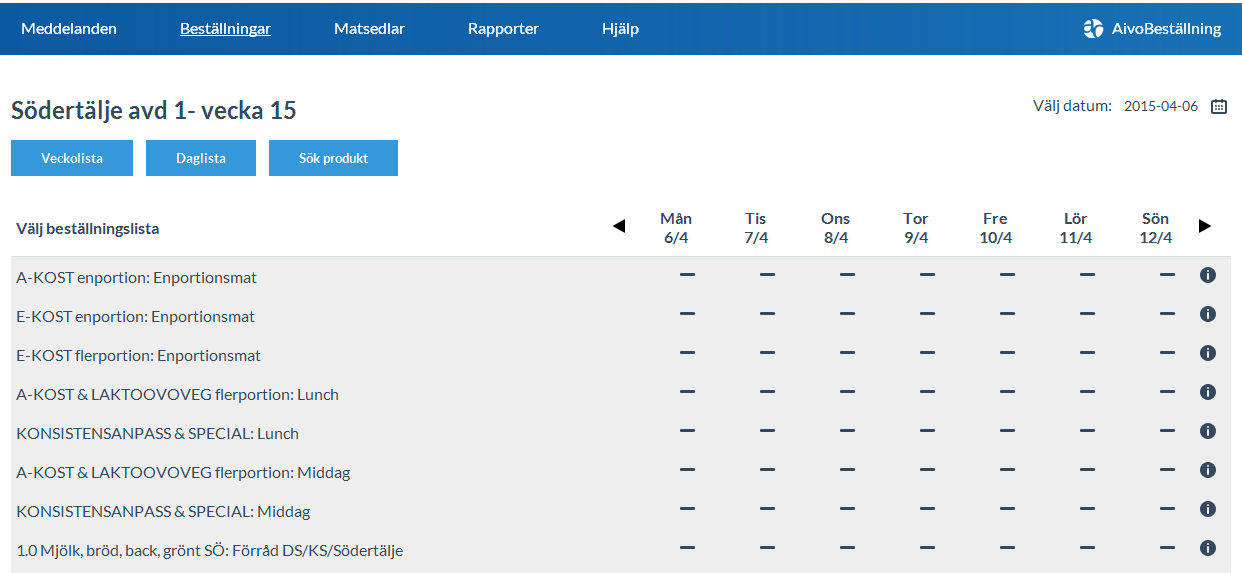 Meddelanden Beställningar Matsedlar Rapporter Hjälp AivoBeställning
Södertälje avd 1- vecka 15
Välj datum: 2015-04-06
Veckolista Daglista Sök produkt
Välj beställningslista
Mån Tis Ons Tor Fre Lör Sön
6/4 7/4 8/4 9/4 10/4 11/4 12/4
A-KOST enportion: Enportionsmat
E-KOST enportion: Enportionsmat
E-KOST flerportion: Enportionsmat
A-KOST & LAKTOOVOVEG flerportion: Lunch
KONSISTENSANPASS & SPECIAL: Lunch
A-KOST & LAKTOOVOVEG flerportion: Middag
KONSISTENSANPASS & SPECIAL: Middag
1.0 Mjölk, bröd, back, grönt SÖ: Förråd DS/KS/Södertälje